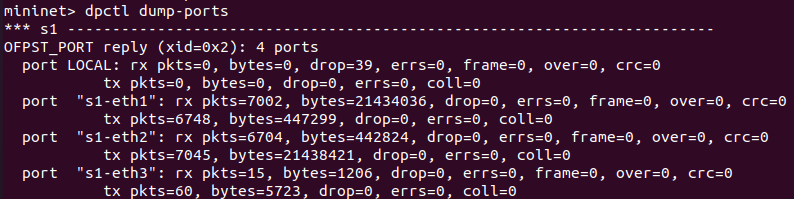 mininet> dpctl dump-ports
*** s1 ------------------------------------------------------------------------
OFPST_PORT reply (xid=0x2): 4 ports
  port LOCAL: rx pkts=0, bytes=0, drop=39, errs=0, frame=0, over=0, crc=0
           tx pkts=0, bytes=0, drop=0, errs=0, coll=0
  port  "s1-eth1": rx pkts=7002, bytes=21434036, drop=0, errs=0, frame=0, over=0, crc=0
           tx pkts=6748, bytes=447299, drop=0, errs=0, coll=0
  port  "s1-eth2": rx pkts=6704, bytes=442824, drop=0, errs=0, frame=0, over=0, crc=0
           tx pkts=7045, bytes=21438421, drop=0, errs=0, coll=0
  port  "s1-eth3": rx pkts=15, bytes=1206, drop=0, errs=0, frame=0, over=0, crc=0
           tx pkts=60, bytes=5723, drop=0, errs=0, coll=0